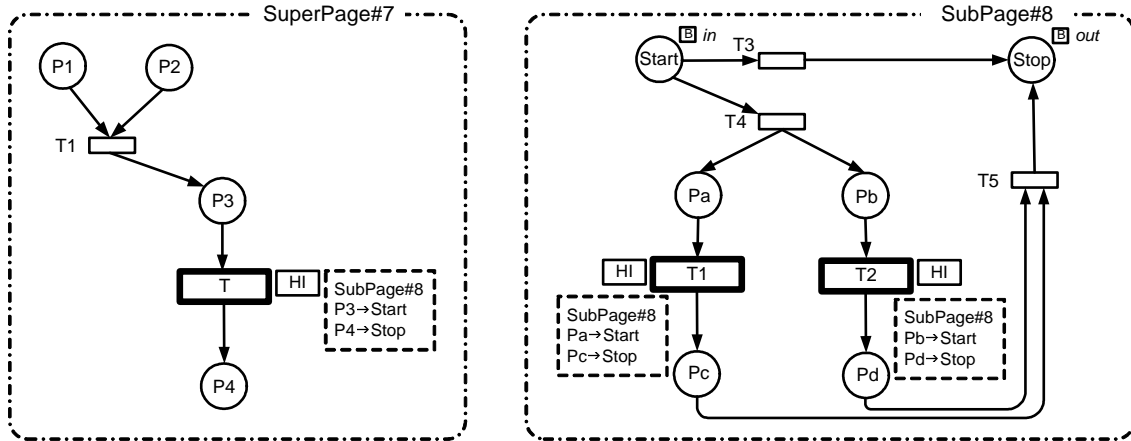 SuperPage#7
P1
P2
T1
P3
T
HI
SubPage#8
P3→Start
P4→Stop
P4
SubPage#8
Start
B in
T3
B out
Stop
T4
T5
Pa
Pb
HI
T1
T2
HI
SubPage#8
Pa→Start
Pc→Stop
SubPage#8
Pb→Start
Pd→Stop
Pc
Pd